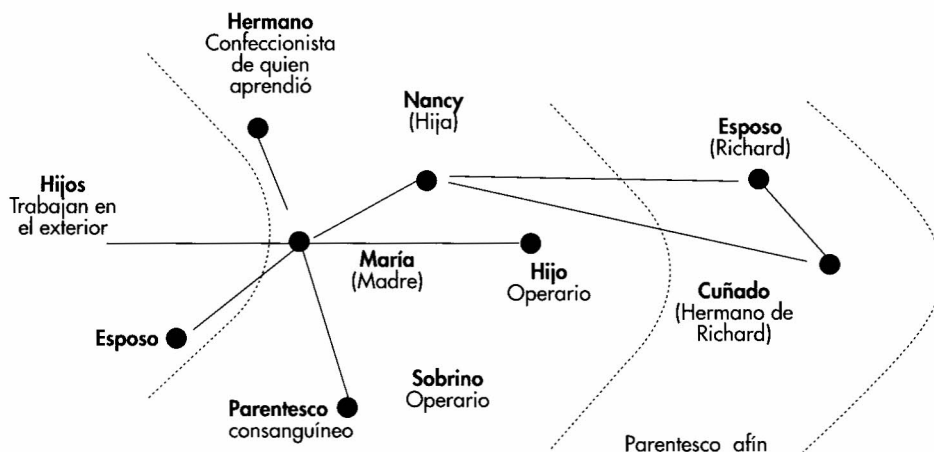 Hermano
Confeccionista
de quien
aprendió
Nancy
(Hija)
Esposo
(Richard)
Hijos
Trabajan en
el exterior
María
(Madre)
Hijo
Operario
Cuñado
(Hermano de
Richard)
Esposo
Sobrino
Operario
Parentesco
consanguíneo
Parentesco afín